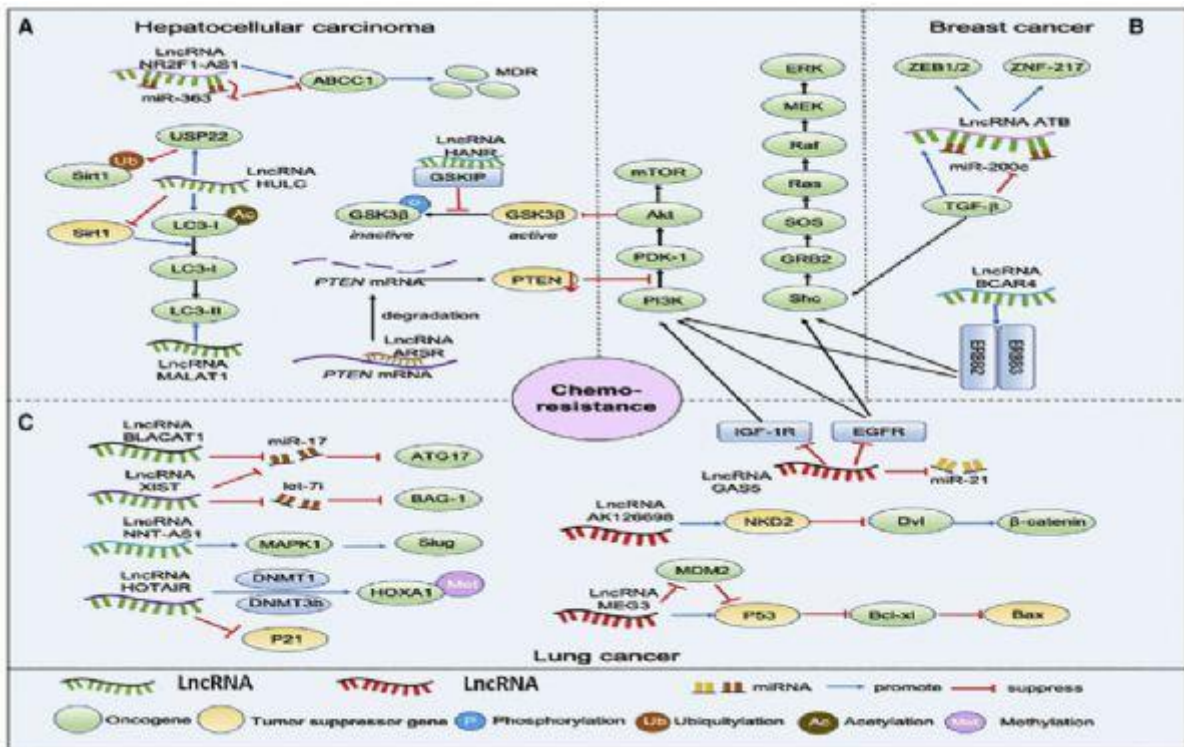 A
Hepatocellular carcinoma
Breast cancer
B
LncRNA
NR2F1-AS1
miR-363
ABCC1
MDR
USP22
Ub
Sirt1
LncRNA
HULC
Sirt1
LC3-I
Ac
LC3-I
LC3-II
LncRNA
MALAT1
LncRNA
HANR
GSKIP
GSK3β
P
inactive
GSK3β
active
PTEN mRNA
PTEN
degradation
LncRNA
ARSR
PTEN mRNA
mTOR
Akt
PDK-1
PI3K
ERK
MEK
Raf
Ras
SOS
GRB2
Shc
ZEB1/2
ZNF-217
LncRNA ATB
miR-200c
TGF-β
LncRNA
BCAR4
ERBB2
ERBB3
Chemo-
resistance
C
LncRNA
BLACAT1
miR-17
ATG17
LncRNA
XIST
let-7i
BAG-1
LncRNA
NNT-AS1
MAPK1
Slug
LncRNA
HOTAIR
DNMT1
DNMT3b
HOXA1
Met
P21
IGF-1R
EGFR
LncRNA
GAS5
miR-21
LncRNA
AK126698
NKD2
Dvl
β-catenin
MDM2
LncRNA
MEG3
P53
Bcl-xl
Bax
Lung cancer
LncRNA
LncRNA
miRNA
promote
suppress
Oncogene
Tumor suppressor gene
P
Phosphorylation
Ub
Ubiquitylation
Ac
Acetylation
Met
Methylation